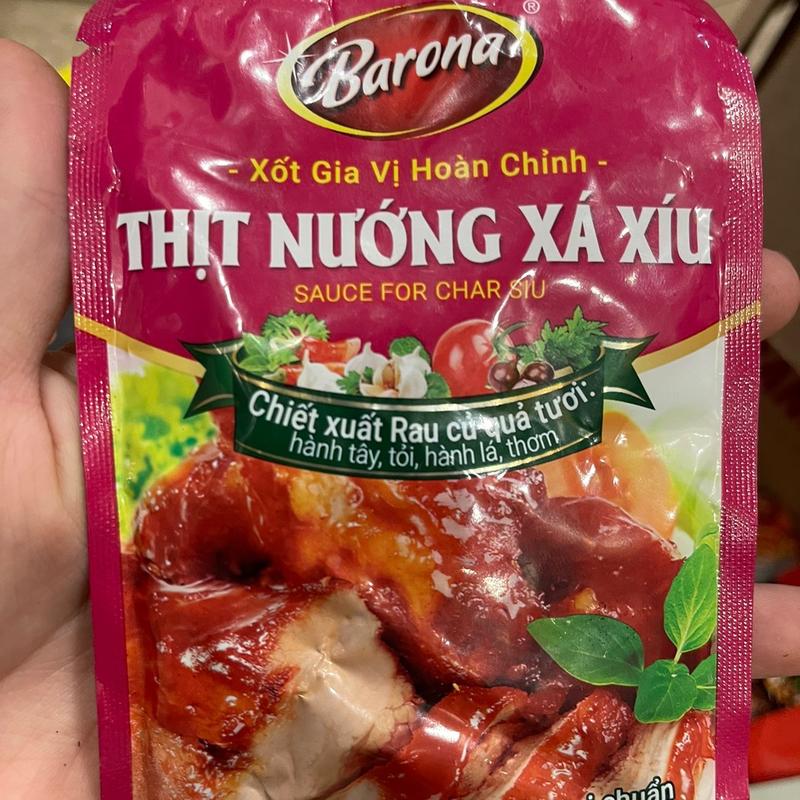 Barona®
- Xốt Gia Vị Hoàn Chỉnh -
THỊT NƯỚNG XÁ XÍU
SAUCE FOR CHAR SIU
Chiết xuất Rau củ quả tươi:
hành tây, tỏi, hành lá, thơm
chuẩn